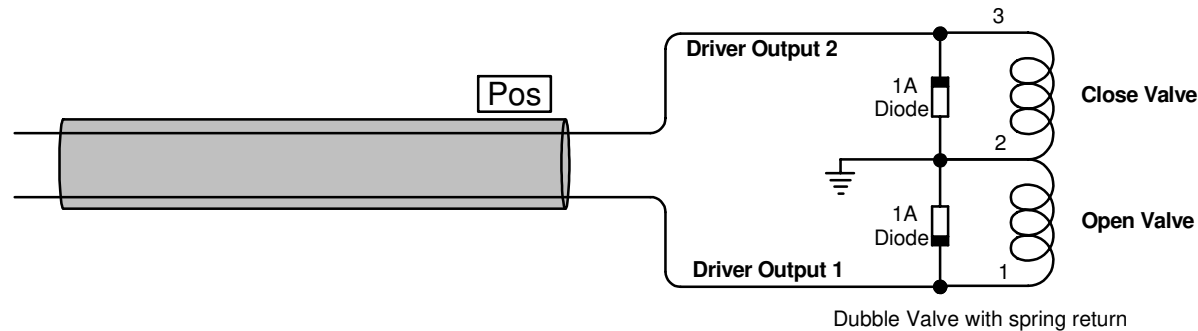 3
Driver Output 2
Pos
1A
Diode
Close Valve
2
1A
Diode
Open Valve
Driver Output 1
1
Dubble Valve with spring return